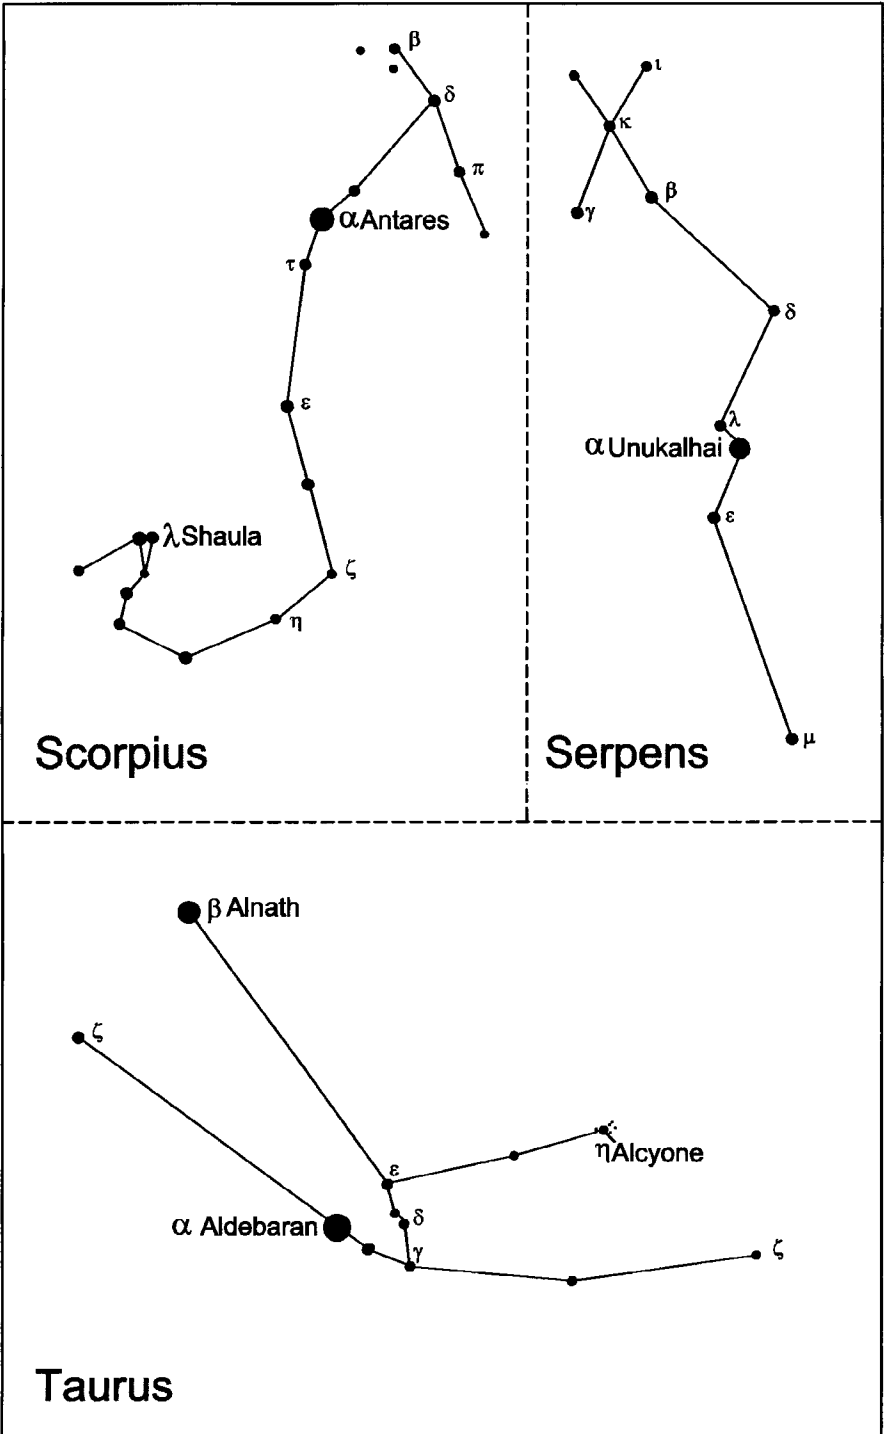 β
δ
π
α Antares
τ
ε
λ Shaula
ζ
η
Scorpius
ι
κ
β
γ
δ
λ
α Unukalhai
ε
μ
Serpens
β Alnath
ζ
ε
η Alcyone
δ
α Aldebaran
γ
ζ
Taurus